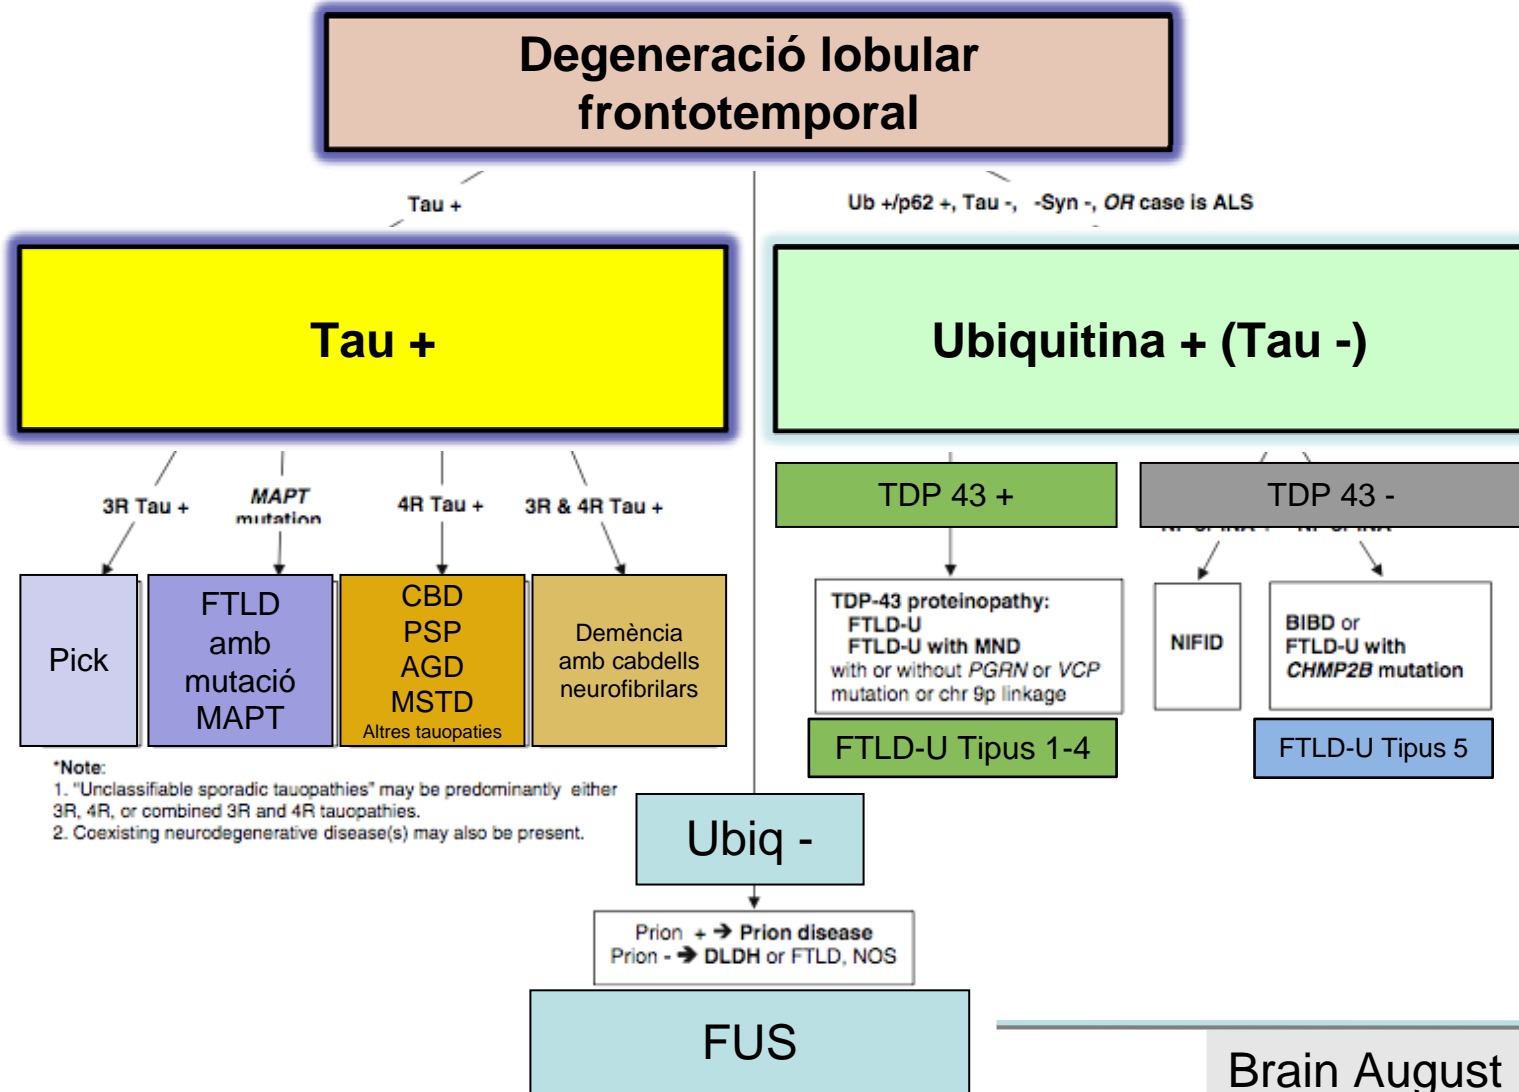 Degeneració lobular
frontotemporal
Tau +
Ub +/p62 +, Tau -, -Syn -, OR case is ALS
Tau +
Ubiquitina + (Tau -)
3R Tau +
MAPT
mutation
4R Tau +
3R & 4R Tau +
TDP 43 +
TDP 43 -
Pick
FTLD
amb
mutació
MAPT
CBD
PSP
AGD
MSTD
Altres tauopaties
Demència
amb cabdells
neurofibrilars
TDP-43 proteinopathy:
FTLD-U
FTLD-U with MND
with or without PGRN or VCP
mutation or chr 9p linkage
NIFID
BIBD or
FTLD-U with
CHMP2B mutation
FTLD-U Tipus 1-4
FTLD-U Tipus 5
*Note:
1. "Unclassifiable sporadic tauopathies" may be predominantly either
3R, 4R, or combined 3R and 4R tauopathies.
2. Coexisting neurodegenerative disease(s) may also be present.
Ubiq -
Prion + ➔ Prion disease
Prion - ➔ DLDH or FTLD, NOS
FUS
Brain August